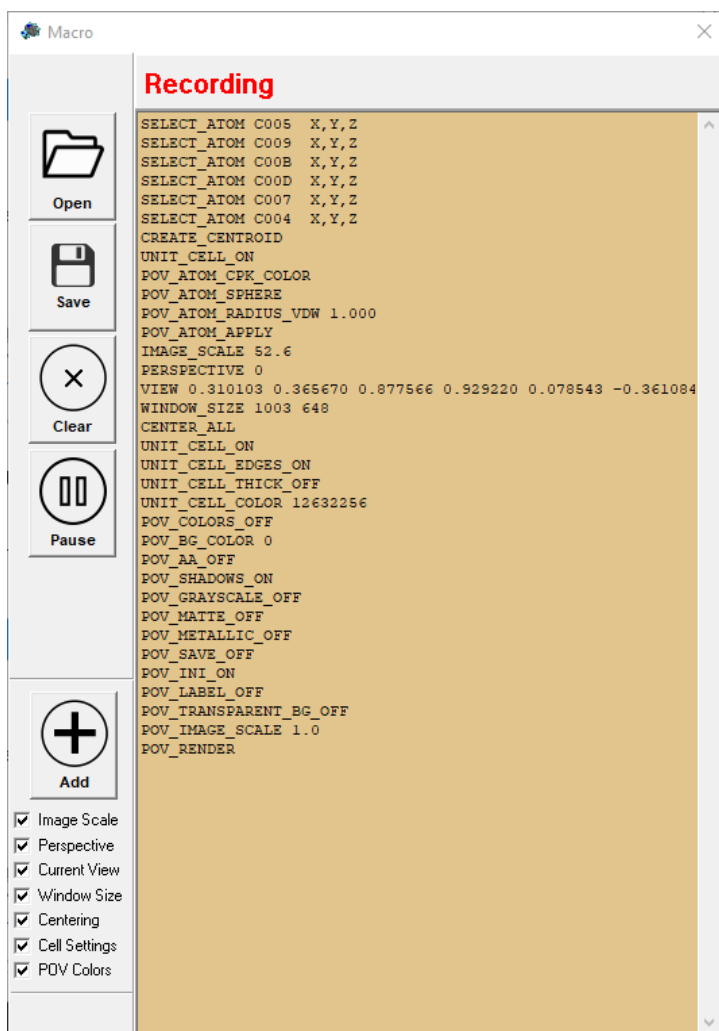 Macro
Recording
Open
Save
Clear
Pause
Add
Image Scale
Perspective
Current View
Window Size
Centering
Cell Settings
POV Colors
SELECT_ATOM C005  X,Y,Z
SELECT_ATOM C009  X,Y,Z
SELECT_ATOM C00B  X,Y,Z
SELECT_ATOM C00D  X,Y,Z
SELECT_ATOM C007  X,Y,Z
SELECT_ATOM C004  X,Y,Z
CREATE_CENTROID
UNIT_CELL_ON
POV_ATOM_CPK_COLOR
POV_ATOM_SPHERE
POV_ATOM_RADIUS_VDW 1.000
POV_ATOM_APPLY
IMAGE_SCALE 52.6
PERSPECTIVE 0
VIEW 0.310103 0.365670 0.877566 0.929220 0.078543 -0.361084
WINDOW_SIZE 1003 648
CENTER_ALL
UNIT_CELL_ON
UNIT_CELL_EDGES_ON
UNIT_CELL_THICK_OFF
UNIT_CELL_COLOR 12632256
POV_COLORS_OFF
POV_BG_COLOR 0
POV_AA_OFF
POV_SHADOWS_ON
POV_GRAYSCALE_OFF
POV_MATTE_OFF
POV_METALLIC_OFF
POV_SAVE_OFF
POV_INI_ON
POV_LABEL_OFF
POV_TRANSPARENT_BG_OFF
POV_IMAGE_SCALE 1.0
POV_RENDER